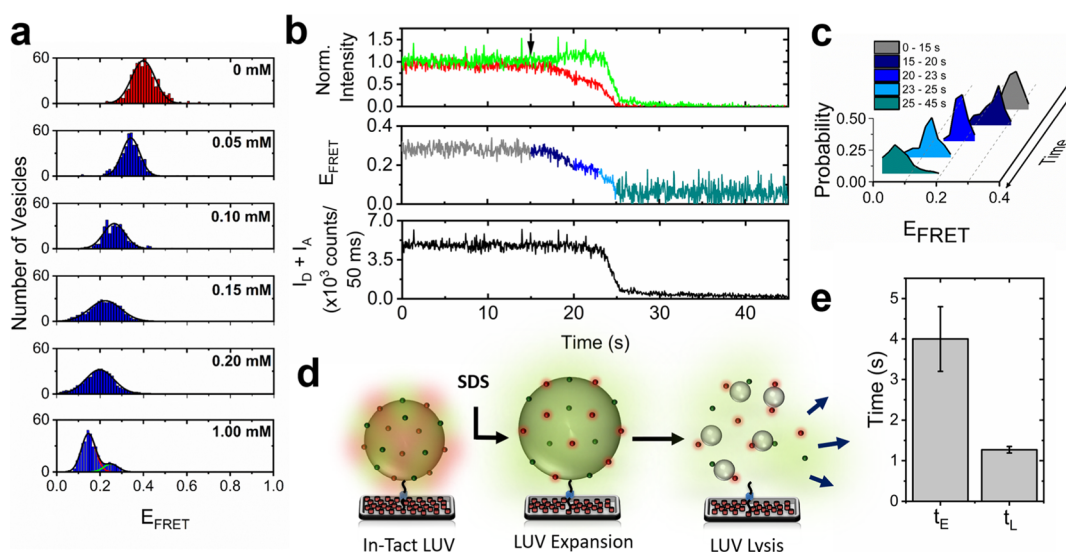 a
Number of Vesicles
60
30
0
0 mM
60
30
0
0.05 mM
60
30
0
0.10 mM
60
30
0
0.15 mM
60
30
0
0.20 mM
60
30
0
1.00 mM
0.0 0.2 0.4 0.6 0.8 1.0
EFRET
b
Norm.
Intensity
1.5
1.0
0.5
0.0
EFRET
0.4
0.2
0.0
ID + IA
(x10³ counts/
50 ms)
7.0
3.5
0.0
0 10 20 30 40
Time (s)
c
0 - 15 s
15 - 20 s
20 - 23 s
23 - 25 s
25 - 45 s
Probability
0.50
0.25
0.00
0.0 0.2 0.4
EFRET
Time
d
SDS
In-Tact LUV
LUV Expansion
LUV Lysis
e
Time (s)
5
4
3
2
1
0
tE tL